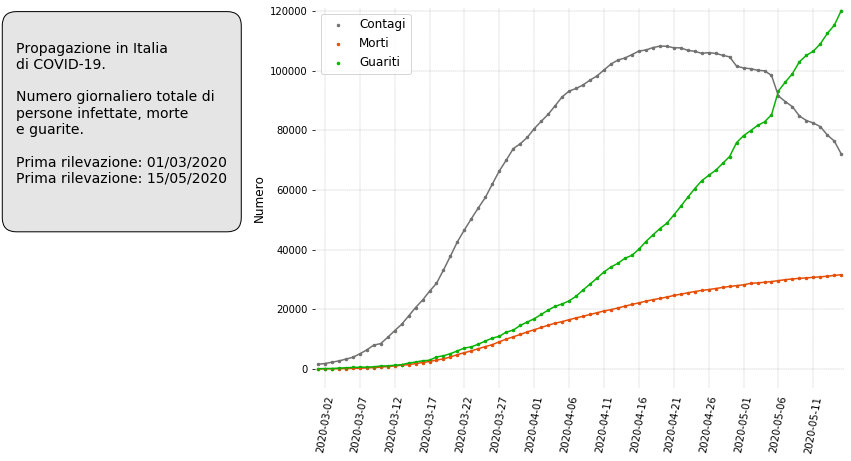 Propagazione in Italia
di COVID-19.
Numero giornaliero totale di
persone infettate, morte
e guarite.
Prima rilevazione: 01/03/2020
Prima rilevazione: 15/05/2020
Contagi
Morti
Guariti
Numero
120000
100000
80000
60000
40000
20000
0
2020-03-02
2020-03-07
2020-03-12
2020-03-17
2020-03-22
2020-03-27
2020-04-01
2020-04-06
2020-04-11
2020-04-16
2020-04-21
2020-04-26
2020-05-01
2020-05-06
2020-05-11